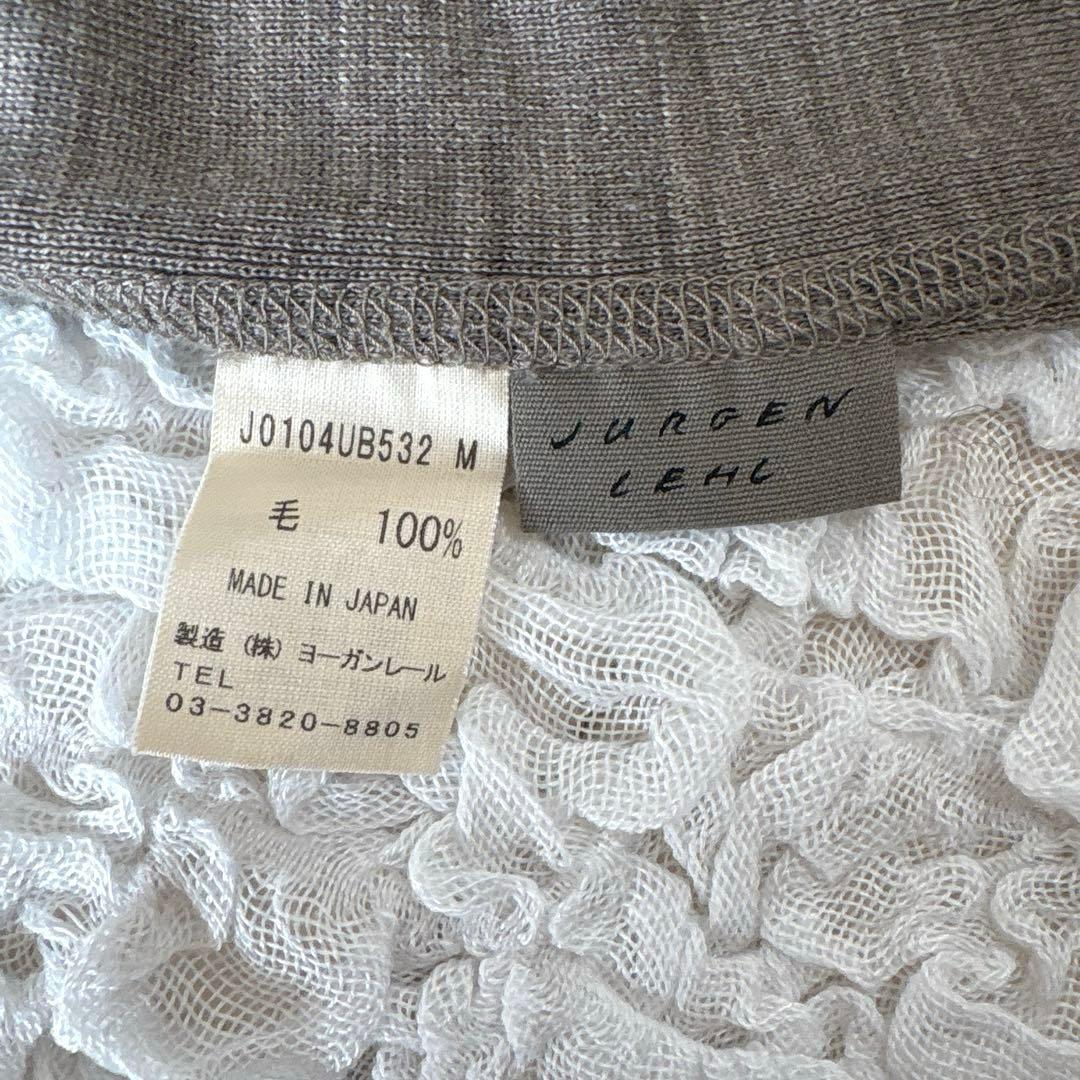 J0104UB532 M
毛 100%
MADE IN JAPAN
製造 (株) ヨーガンレール
TEL
03-3820-8805
JURGEN
LEHL